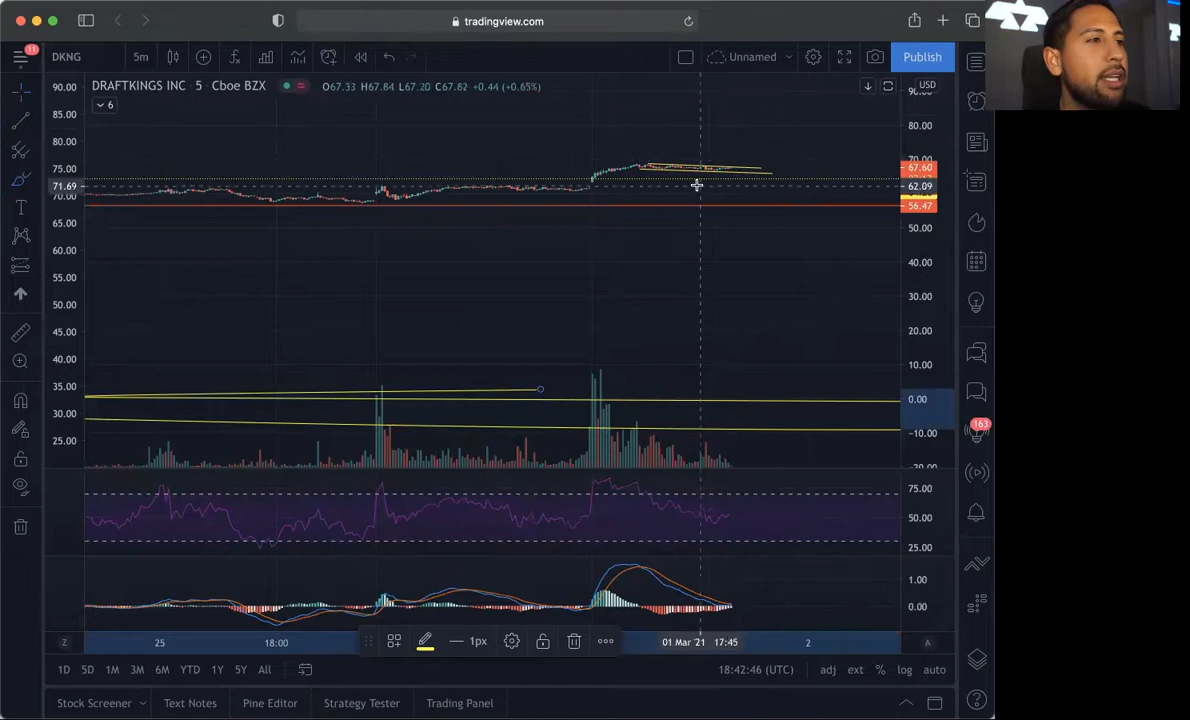 tradingview.com
11
DKNG
5m
Unnamed
Publish
DRAFTKINGS INC · 5 · Cboe BZX
O67.33 H67.84 L67.20 C67.82 +0.44 (+0.65%)
USD
6
90.00
85.00
80.00
75.00
71.69
70.00
65.00
60.00
55.00
50.00
45.00
40.00
35.00
30.00
25.00
80.00
67.60
62.09
56.47
50.00
40.00
30.00
20.00
10.00
0.00
−10.00
75.00
50.00
25.00
1.00
0.00
163
Z
25
18:00
1px
01 Mar '21 17:45
2
A
1D 5D 1M 3M 6M YTD 1Y 5Y All
18:42:46 (UTC)
adj ext % log auto
Stock Screener
Text Notes
Pine Editor
Strategy Tester
Trading Panel